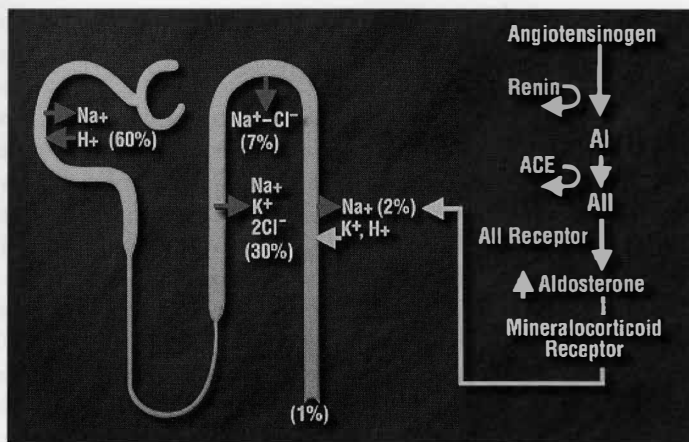 Na+
H+ (60%)
Na+–Cl–
(7%)
Na+
K+
2Cl–
(30%)
Na+ (2%)
K+, H+
(1%)
Angiotensinogen
Renin
AI
ACE
AII
AII Receptor
Aldosterone
Mineralocorticoid
Receptor